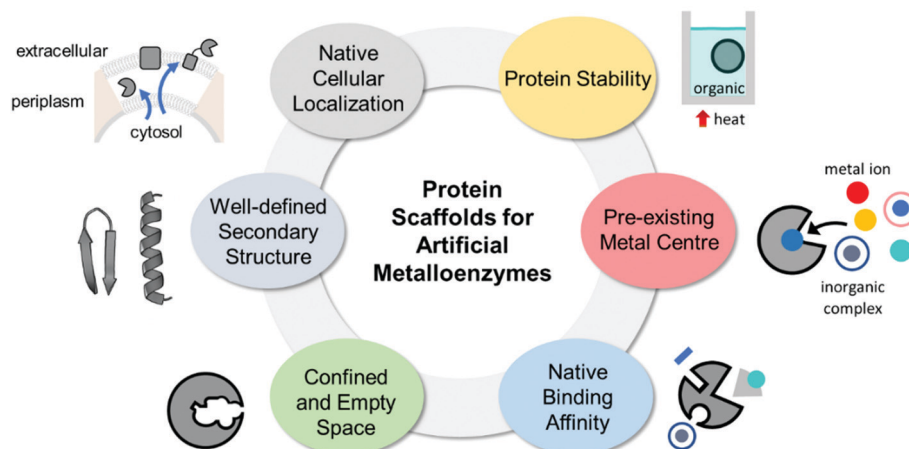 extracellular
periplasm
cytosol
Native
Cellular
Localization
Protein Stability
organic
heat
Well-defined
Secondary
Structure
Protein
Scaffolds for
Artificial
Metalloenzymes
Pre-existing
Metal Centre
metal ion
inorganic
complex
Confined
and Empty
Space
Native
Binding
Affinity